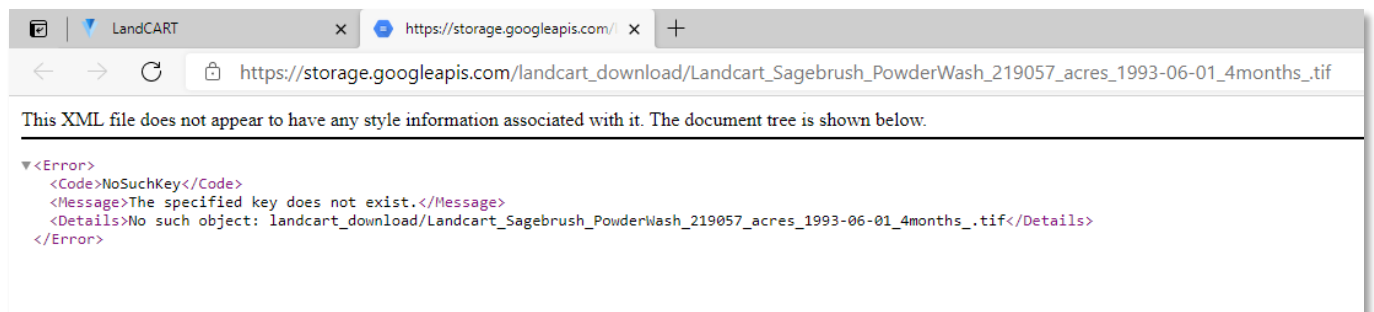 LandCART
https://storage.googleapis.com/
https://storage.googleapis.com/landcart_download/Landcart_Sagebrush_PowderWash_219057_acres_1993-06-01_4months_.tif
This XML file does not appear to have any style information associated with it. The document tree is shown below.
▼<Error>
<Code>NoSuchKey</Code>
<Message>The specified key does not exist.</Message>
<Details>No such object: landcart_download/Landcart_Sagebrush_PowderWash_219057_acres_1993-06-01_4months_.tif</Details>
</Error>